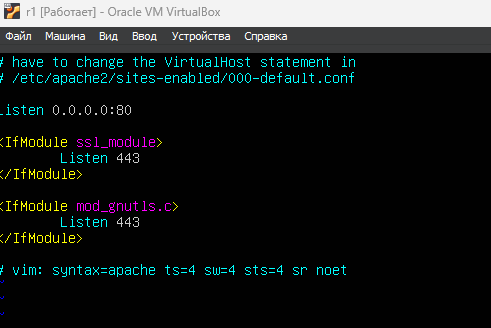 r1 [Работает] - Oracle VM VirtualBox
Файл Машина Вид Ввод Устройства Справка
# have to change the VirtualHost statement in
# /etc/apache2/sites-enabled/000-default.conf
Listen 0.0.0.0:80
<IfModule ssl_module>
Listen 443
</IfModule>
<IfModule mod_gnutls.c>
Listen 443
</IfModule>
# vim: syntax=apache ts=4 sw=4 sts=4 sr noet
~
~
~